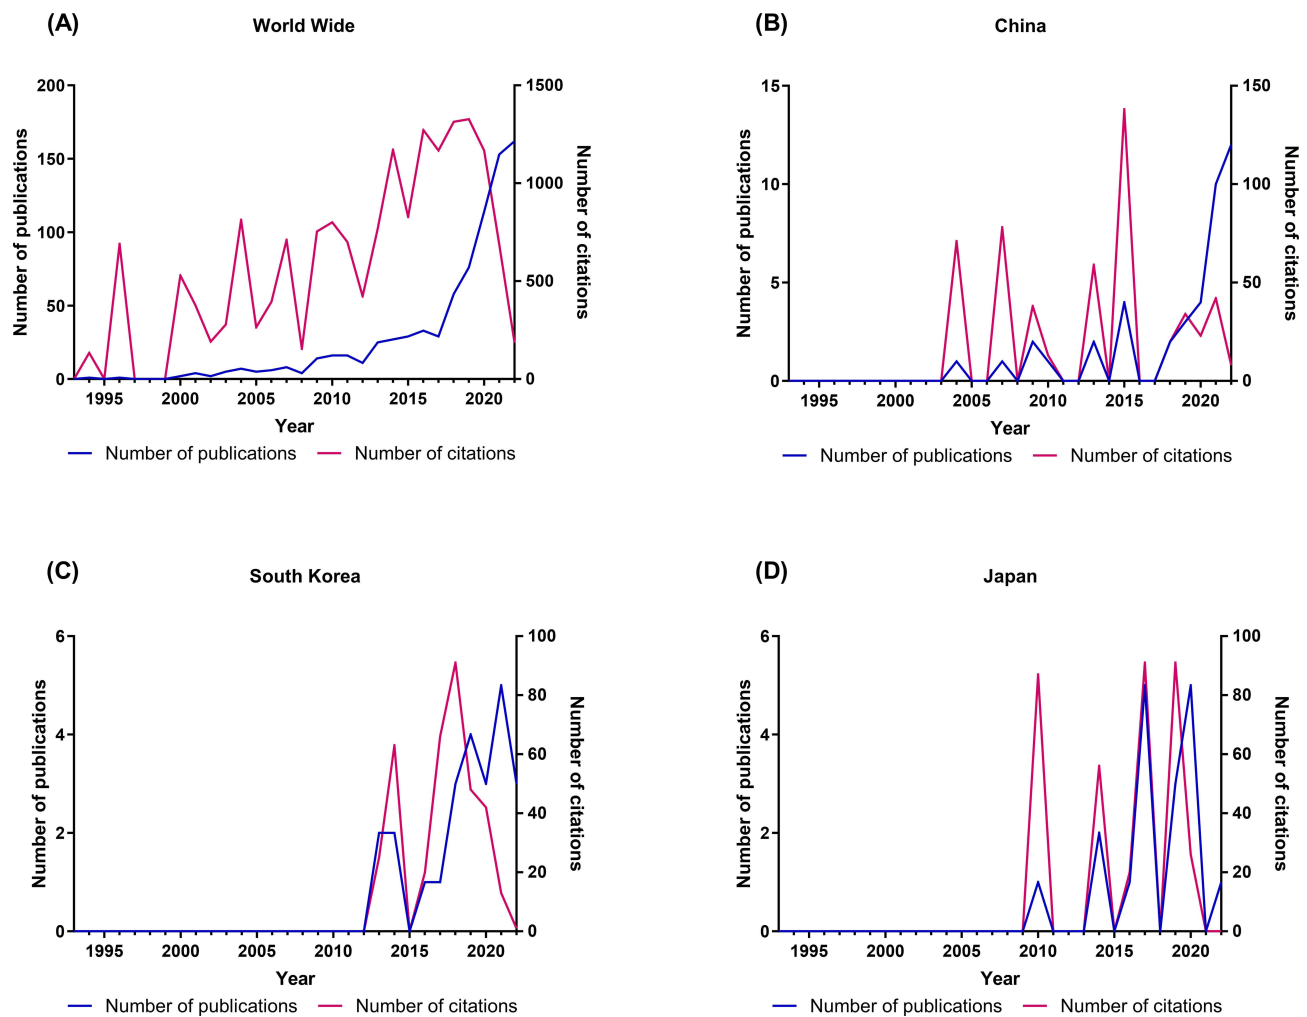 (A)
World Wide
200
150
100
50
0
1500
1000
500
0
Number of publications
Number of citations
1995 2000 2005 2010 2015 2020
Year
Number of publications Number of citations
(B)
China
15
10
5
0
150
100
50
0
Number of publications
Number of citations
1995 2000 2005 2010 2015 2020
Year
Number of publications Number of citations
(C)
South Korea
6
4
2
0
100
80
60
40
20
0
Number of publications
Number of citations
1995 2000 2005 2010 2015 2020
Year
Number of publications Number of citations
(D)
Japan
6
4
2
0
100
80
60
40
20
0
Number of publications
Number of citations
1995 2000 2005 2010 2015 2020
Year
Number of publications Number of citations